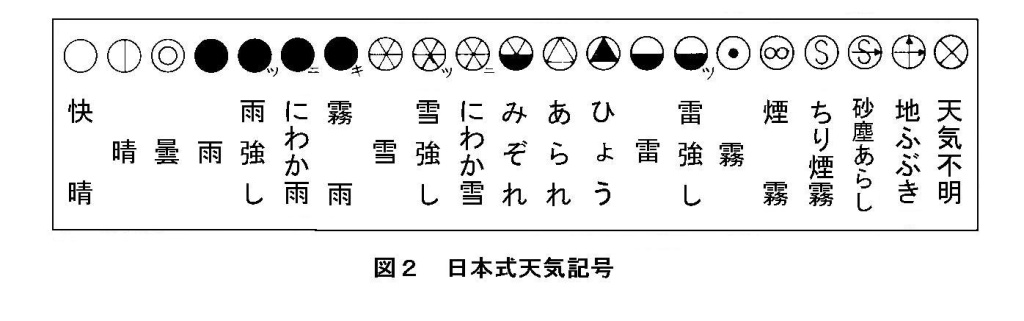 快晴
晴
曇
雨
ツ
雨強し
ニ
にわか雨
キ
霧雨
雪
ツ
雪強し
ニ
にわか雪
みぞれ
あられ
ひょう
雷
ツ
雷強し
霧
∞
煙霧
S
ちり煙霧
S
砂塵あらし
地ふぶき
天気不明
図2 日本式天気記号